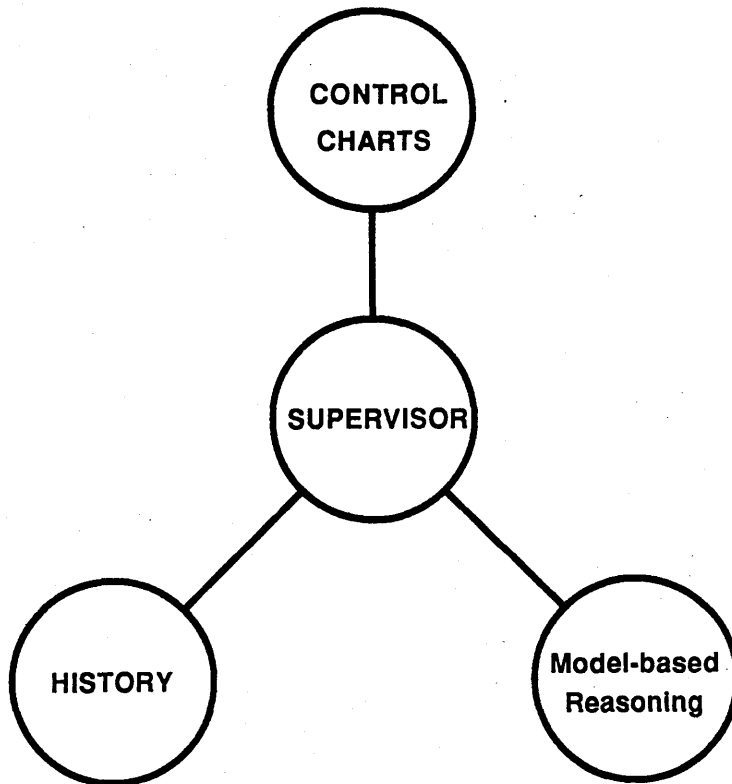 CONTROL
CHARTS
SUPERVISOR
HISTORY
Model-based
Reasoning